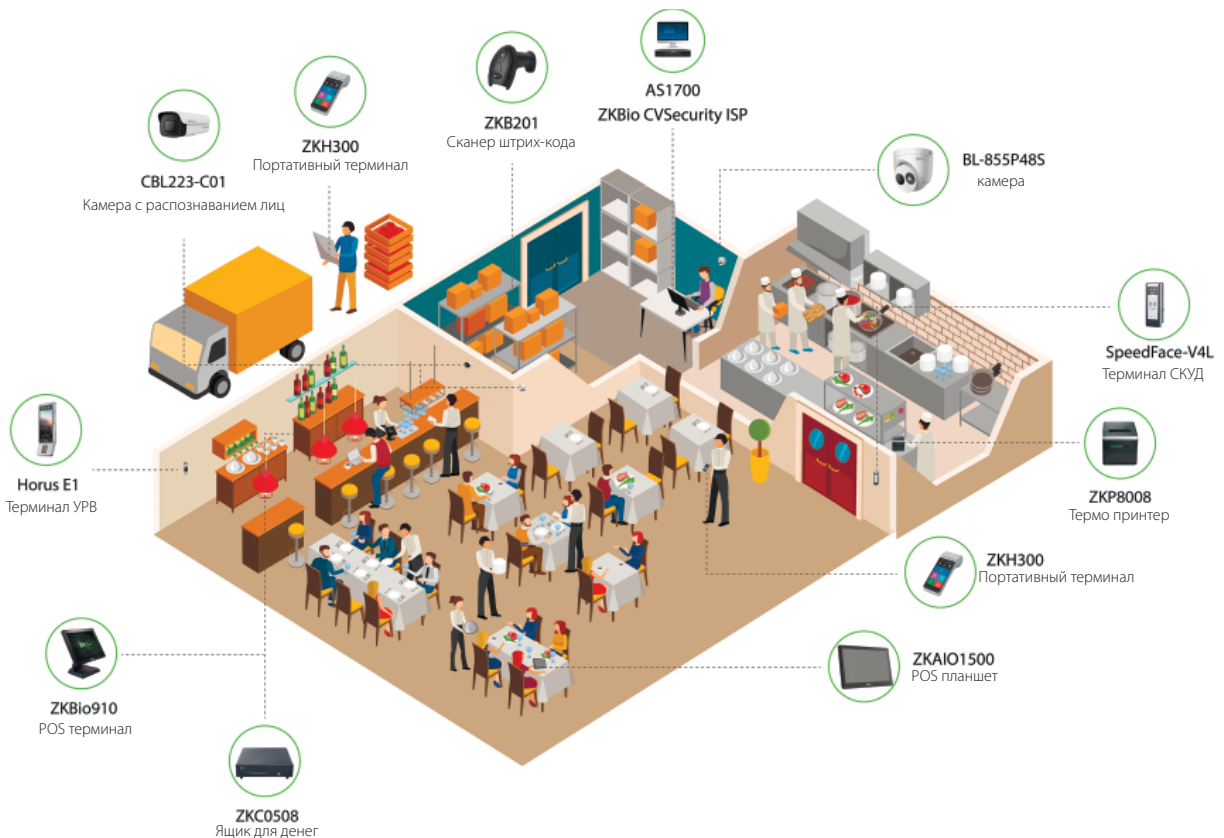 AS1700
ZKBio CVSecurity ISP
ZKB201
Сканер штрих-кода
ZKH300
Портативный терминал
CBL223-C01
Камера с распознаванием лиц
BL-855P48S
камера
SpeedFace-V4L
Терминал СКУД
Horus E1
Терминал УРВ
ZKP8008
Термо принтер
ZKH300
Портативный терминал
ZKAIO1500
POS планшет
ZKBio910
POS терминал
ZKC0508
Ящик для денег